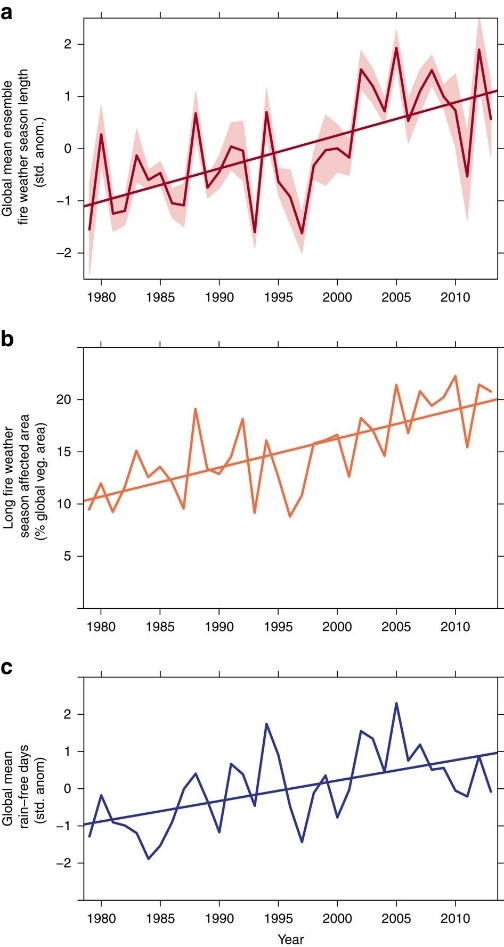 a
Global mean ensemble
fire weather season length
(std. anom.)
2
1
0
−1
−2
1980 1985 1990 1995 2000 2005 2010
b
Long fire weather
season affected area
(% global veg. area)
20
15
10
5
1980 1985 1990 1995 2000 2005 2010
c
Global mean
rain−free days
(std. anom)
2
1
0
−1
−2
1980 1985 1990 1995 2000 2005 2010
Year